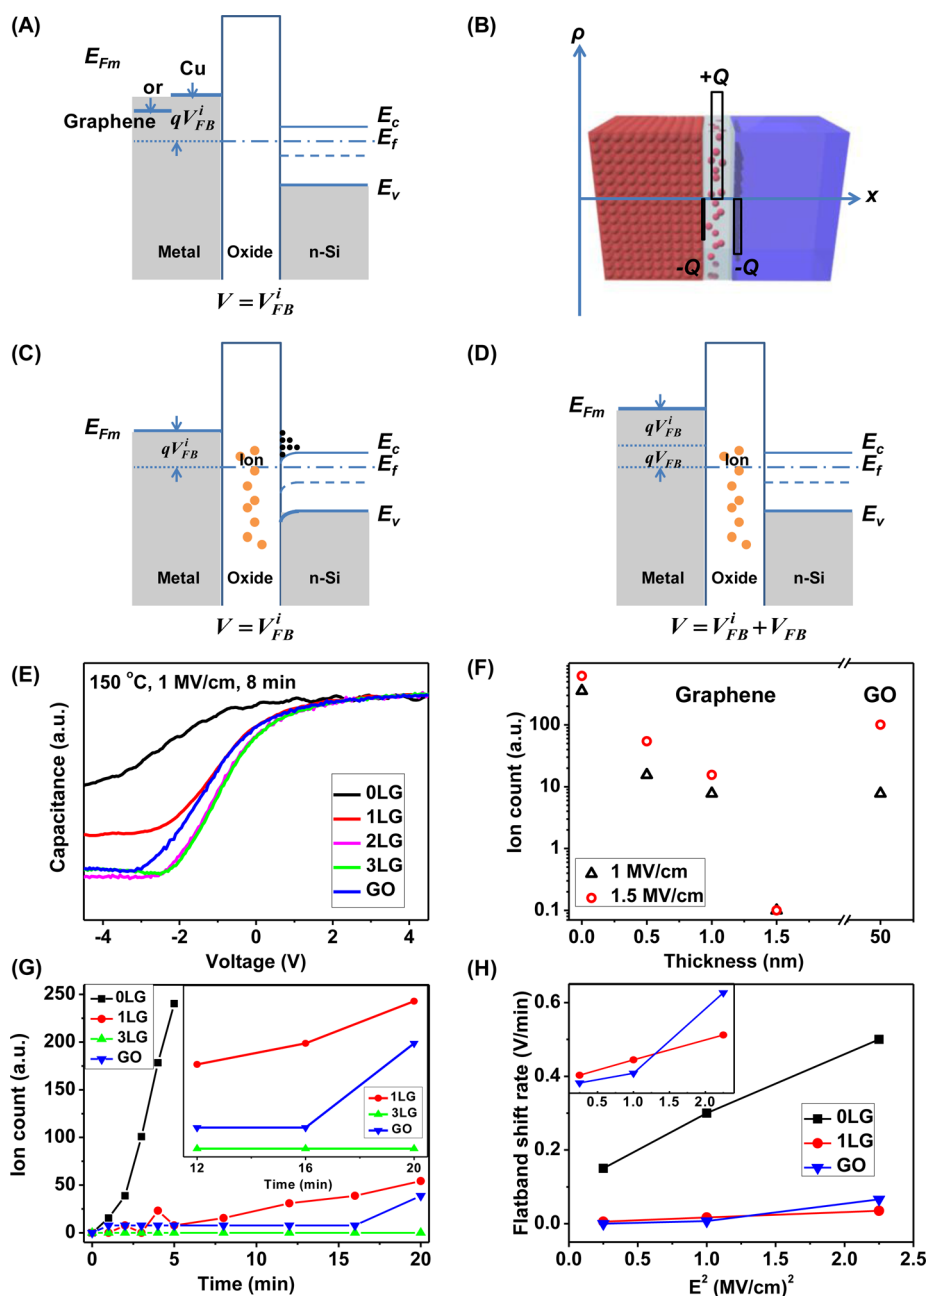 (A)
E_Fm
or
Cu
Graphene
qV^i_FB
E_c
E_f
E_v
Metal
Oxide
n-Si
V = V^i_FB
(B)
ρ
+Q
x
-Q
-Q
(C)
E_Fm
qV^i_FB
Ion
E_c
E_f
E_v
Metal
Oxide
n-Si
V = V^i_FB
(D)
E_Fm
qV^i_FB
qV_FB
Ion
E_c
E_f
E_v
Metal
Oxide
n-Si
V = V^i_FB + V_FB
(E)
150 °C, 1 MV/cm, 8 min
Capacitance (a.u.)
0LG
1LG
2LG
3LG
GO
-4 -2 0 2 4
Voltage (V)
(F)
Ion count (a.u.)
Graphene
GO
100
10
1
0.1
1 MV/cm
1.5 MV/cm
0.0 0.5 1.0 1.5 50
Thickness (nm)
(G)
Ion count (a.u.)
250
200
150
100
50
0
0LG
1LG
3LG
GO
1LG
3LG
GO
12 16 20
Time (min)
0 5 10 15 20
Time (min)
(H)
Flatband shift rate (V/min)
0.6
0.4
0.2
0.0
0.5 1.0 1.5 2.0
0LG
1LG
GO
0.0 0.5 1.0 1.5 2.0 2.5
E² (MV/cm)²